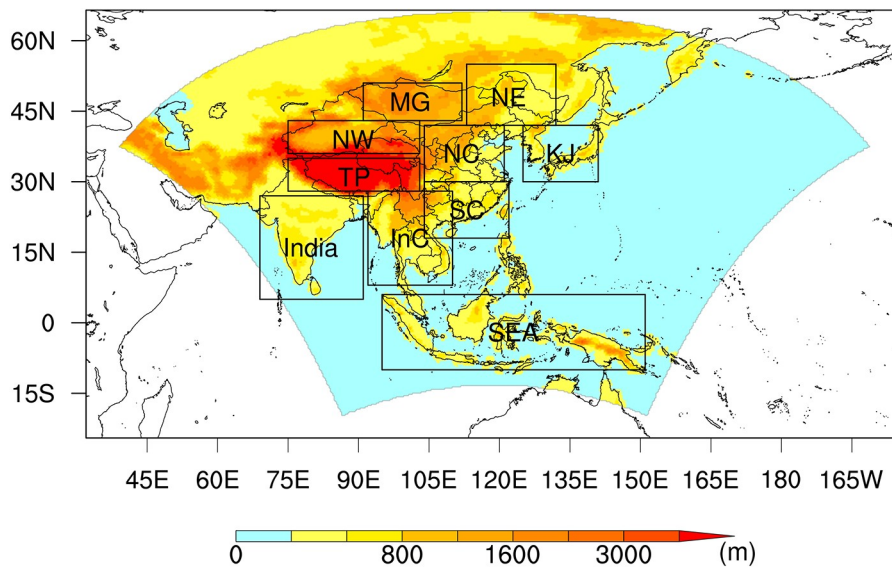 60N
45N
30N
15N
0
15S
MG
NE
NW
NC
KJ
TP
SC
India
InC
SEA
45E 60E 75E 90E 105E 120E 135E 150E 165E 180 165W
0 800 1600 3000 (m)